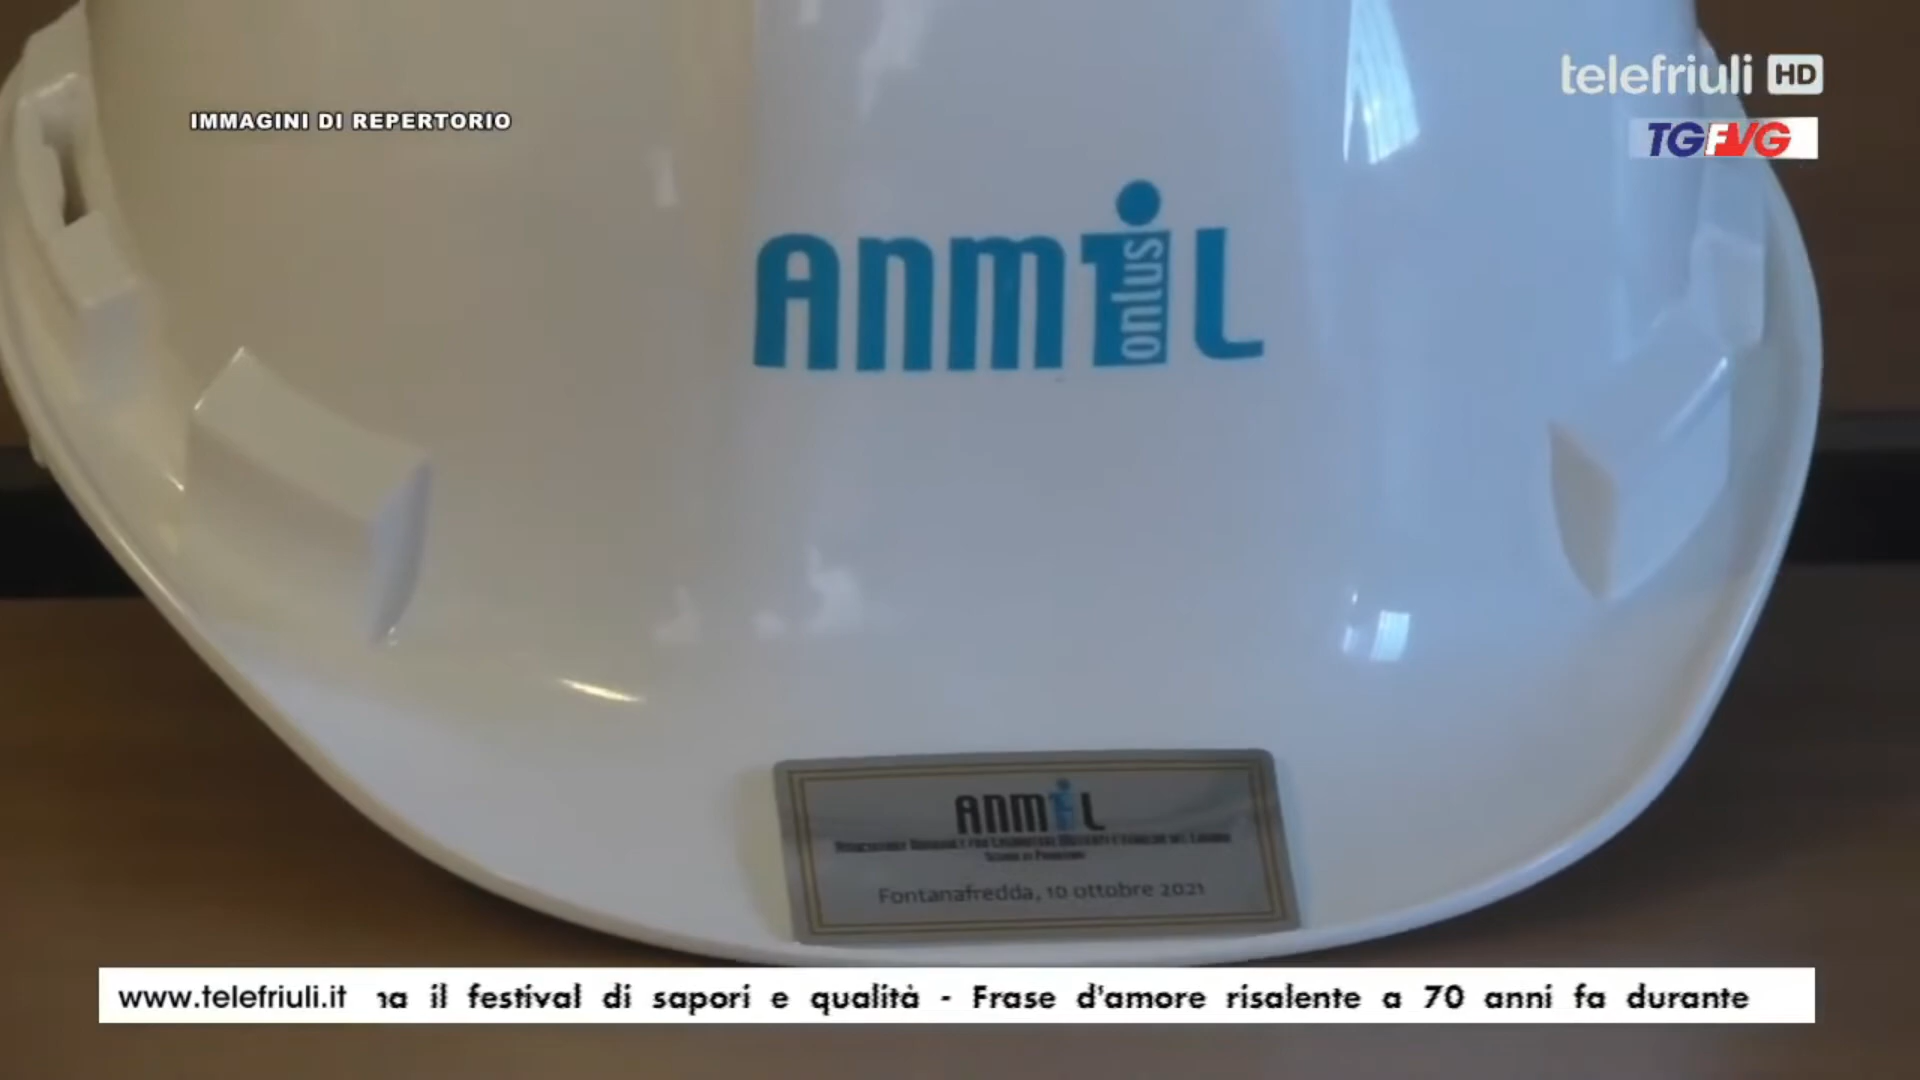 telefriuli HD
IMMAGINI DI REPERTORIO
TGFVG
ANMIL
onlus
ANMIL
Fontanafredda, 10 ottobre 2021
www.telefriuli.it na il festival di sapori e qualità - Frase d'amore risalente a 70 anni fa durante